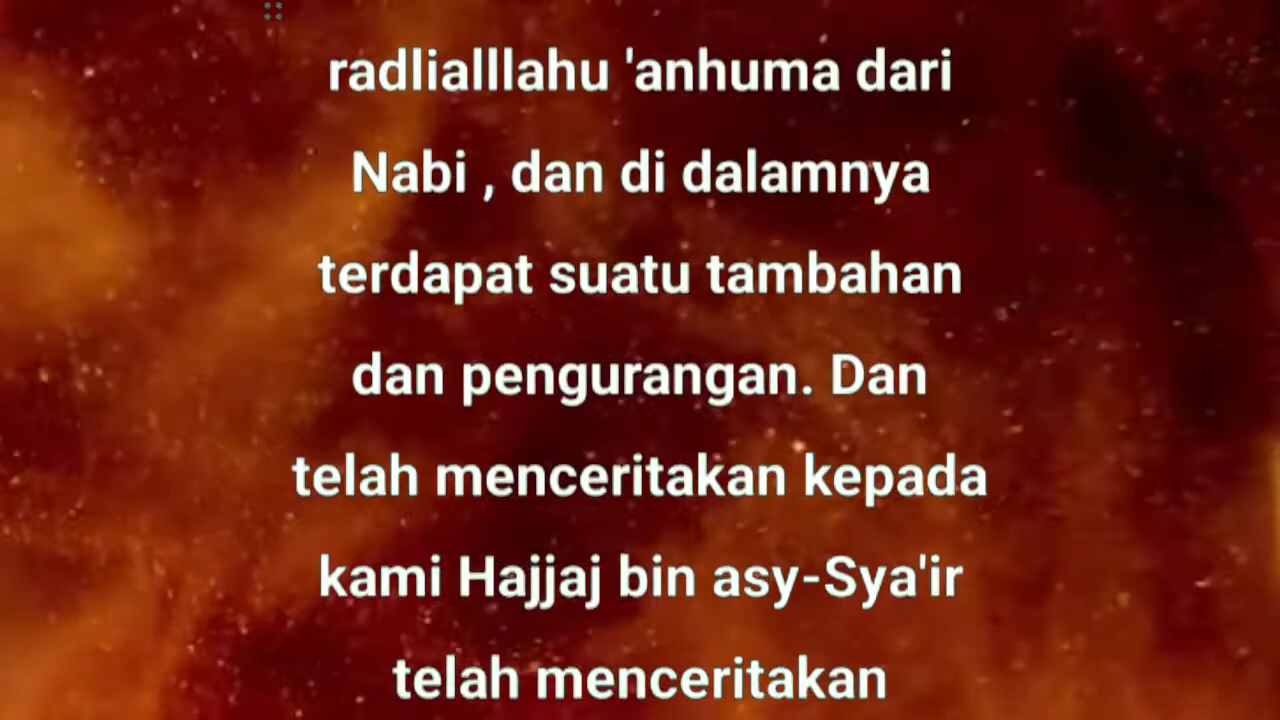 radlialllahu 'anhuma dari
Nabi , dan di dalamnya
terdapat suatu tambahan
dan pengurangan. Dan
telah menceritakan kepada
kami Hajjaj bin asy-Sya'ir
telah menceritakan